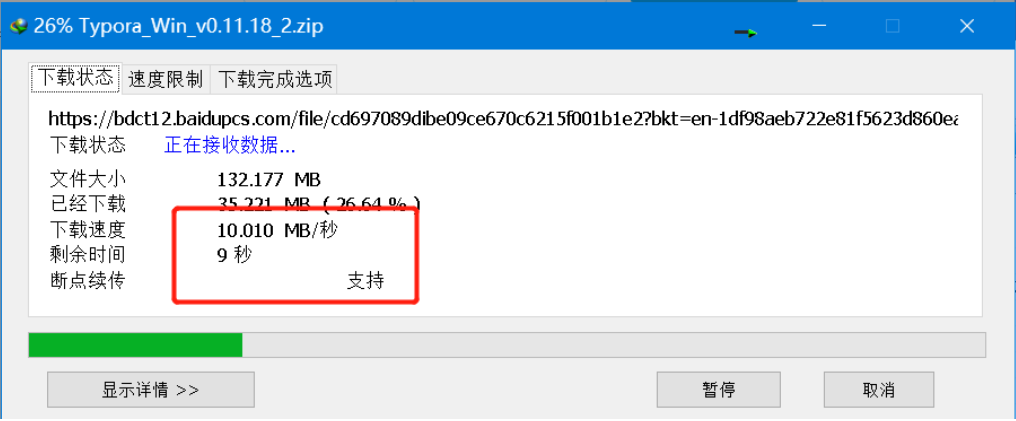 26% Typora_Win_v0.11.18_2.zip
下载状态 速度限制 下载完成选项
https://bdct12.baidupcs.com/file/cd697089dibe09ce670c6215f001b1e2?bkt=en-1df98aeb722e81f5623d860ea
下载状态 正在接收数据...
文件大小 132.177 MB
已经下载 35.221 MB ( 26.64 % )
下载速度 10.010 MB/秒
剩余时间 9 秒
断点续传 支持
显示详情 >> 暂停 取消